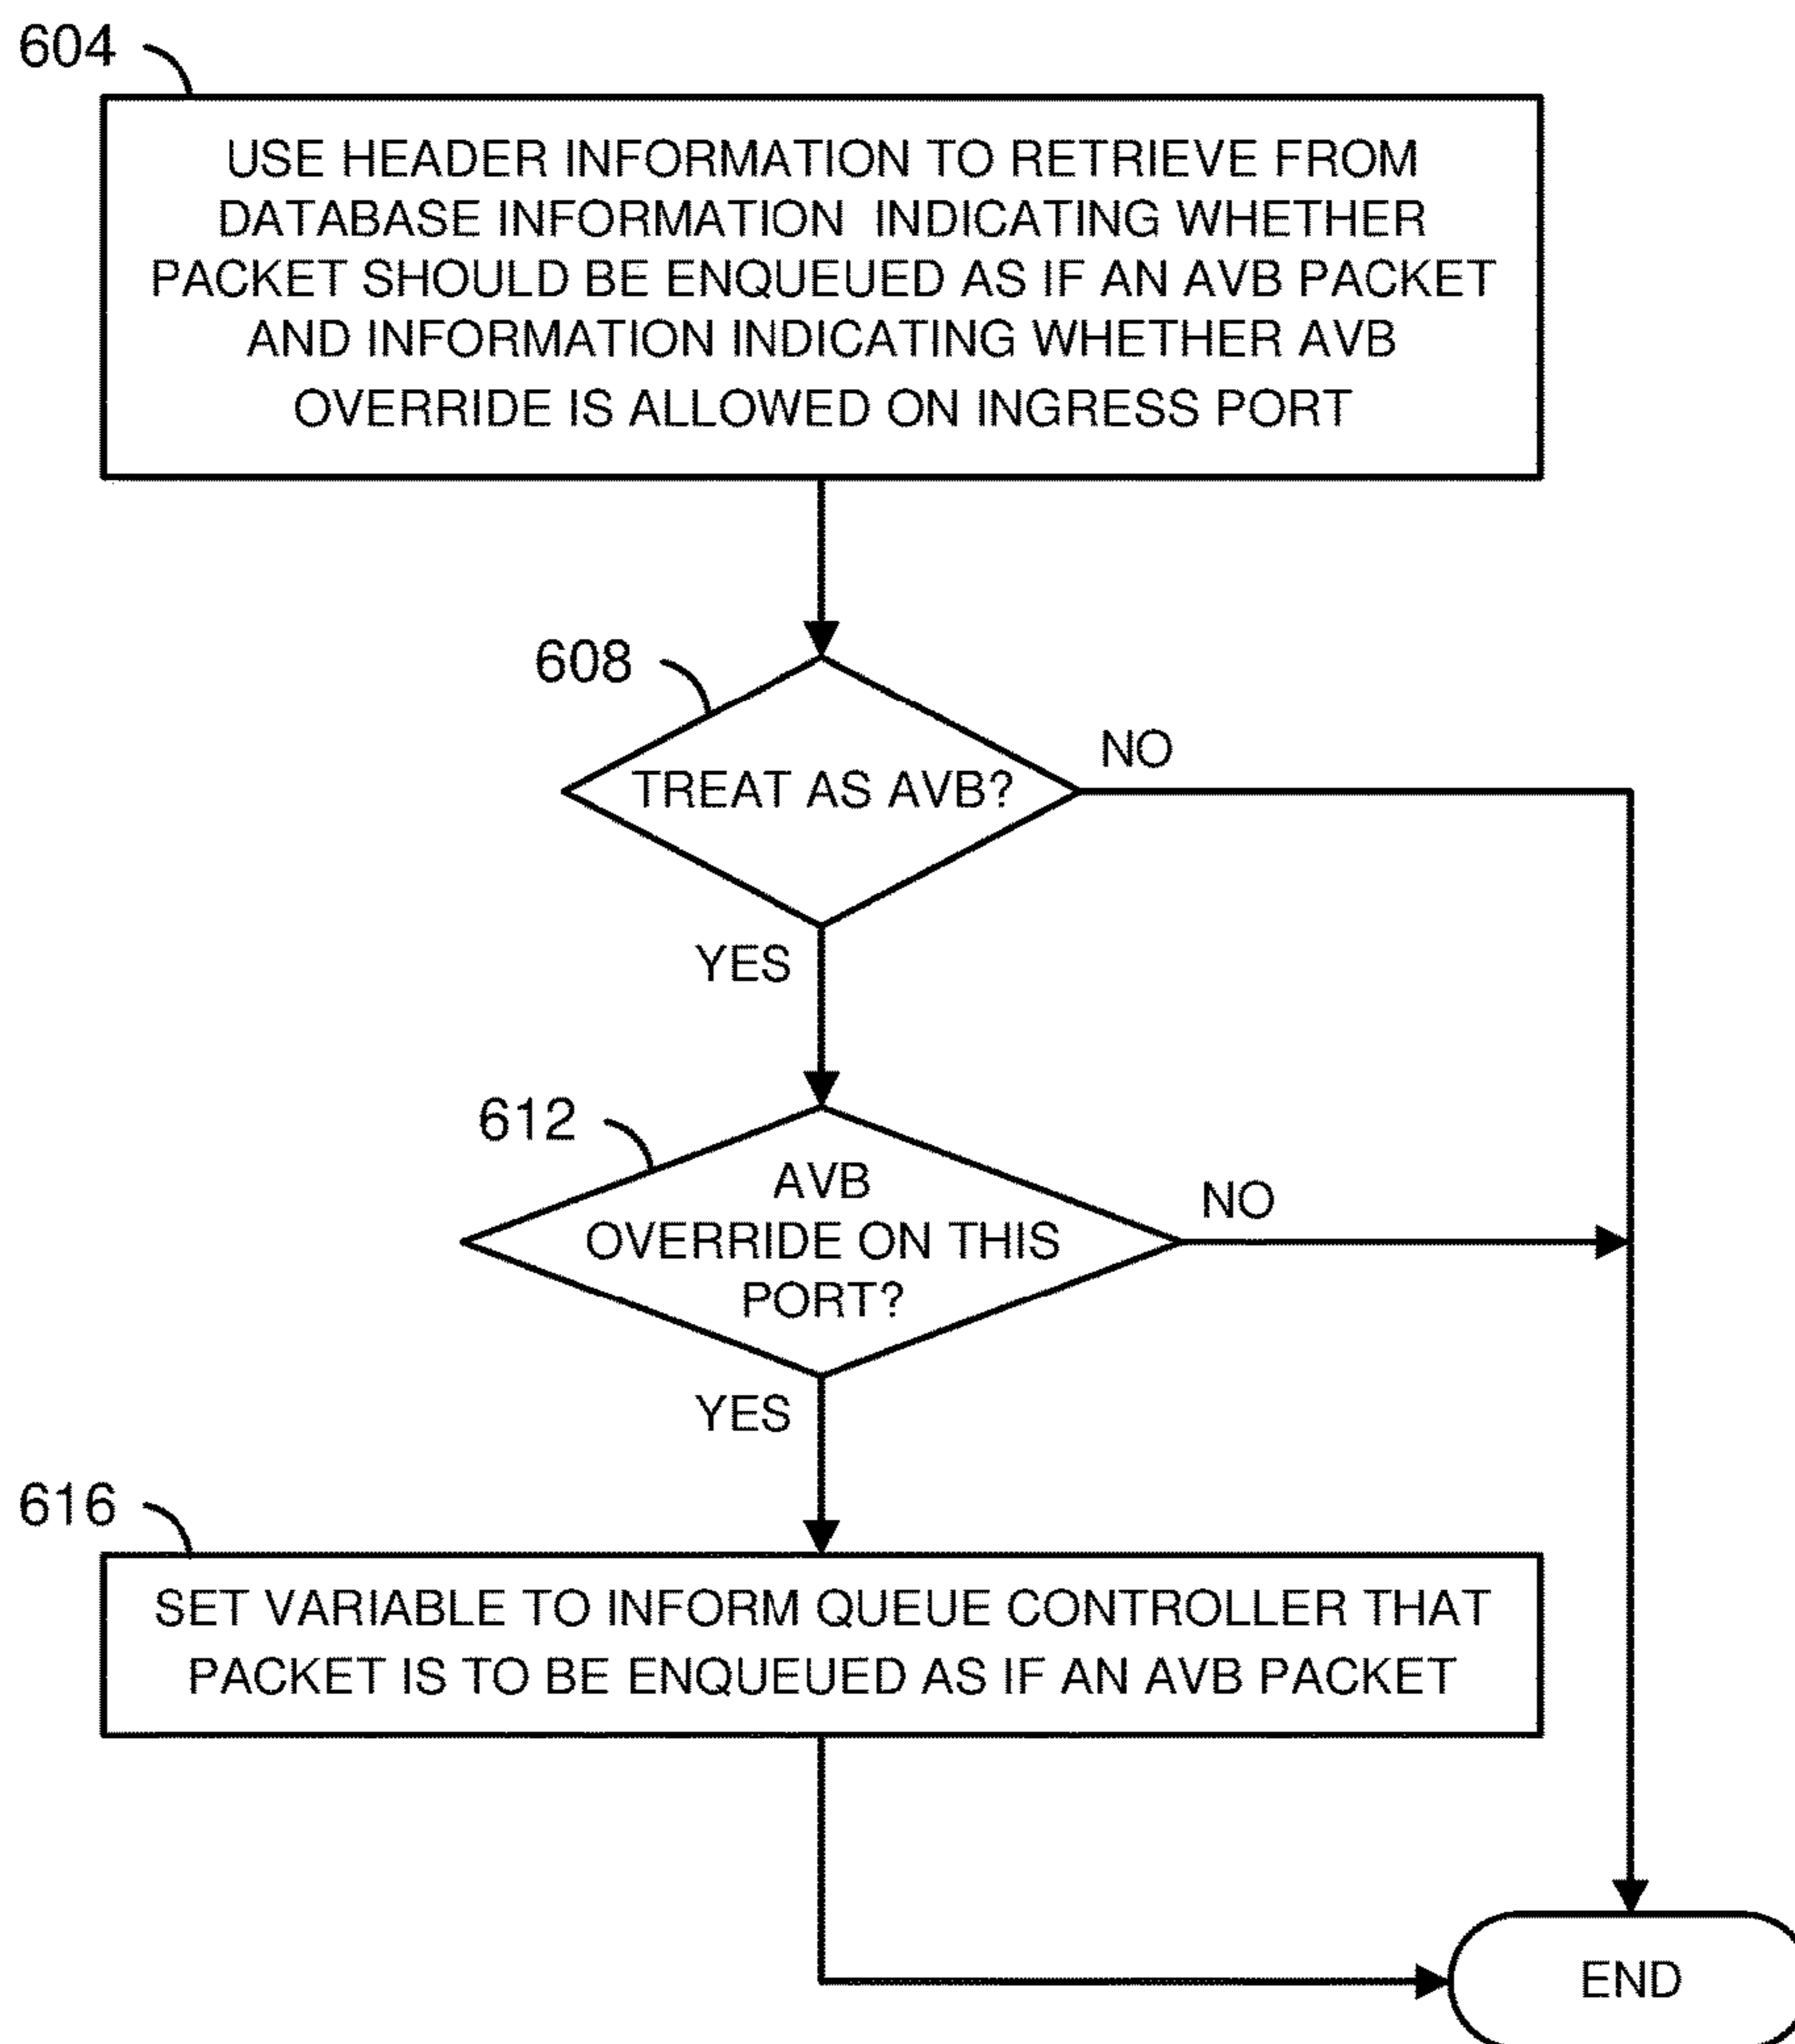 604
USE HEADER INFORMATION TO RETRIEVE FROM
DATABASE INFORMATION INDICATING WHETHER
PACKET SHOULD BE ENQUEUED AS IF AN AVB PACKET
AND INFORMATION INDICATING WHETHER AVB
OVERRIDE IS ALLOWED ON INGRESS PORT
608
TREAT AS AVB?
NO
YES
612
AVB
OVERRIDE ON THIS
PORT?
NO
YES
616
SET VARIABLE TO INFORM QUEUE CONTROLLER THAT
PACKET IS TO BE ENQUEUED AS IF AN AVB PACKET
END